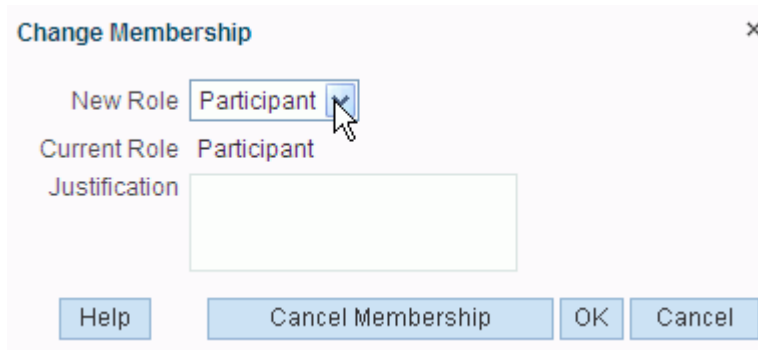 Change Membership
New Role Participant
Current Role Participant
Justification
Help Cancel Membership OK Cancel